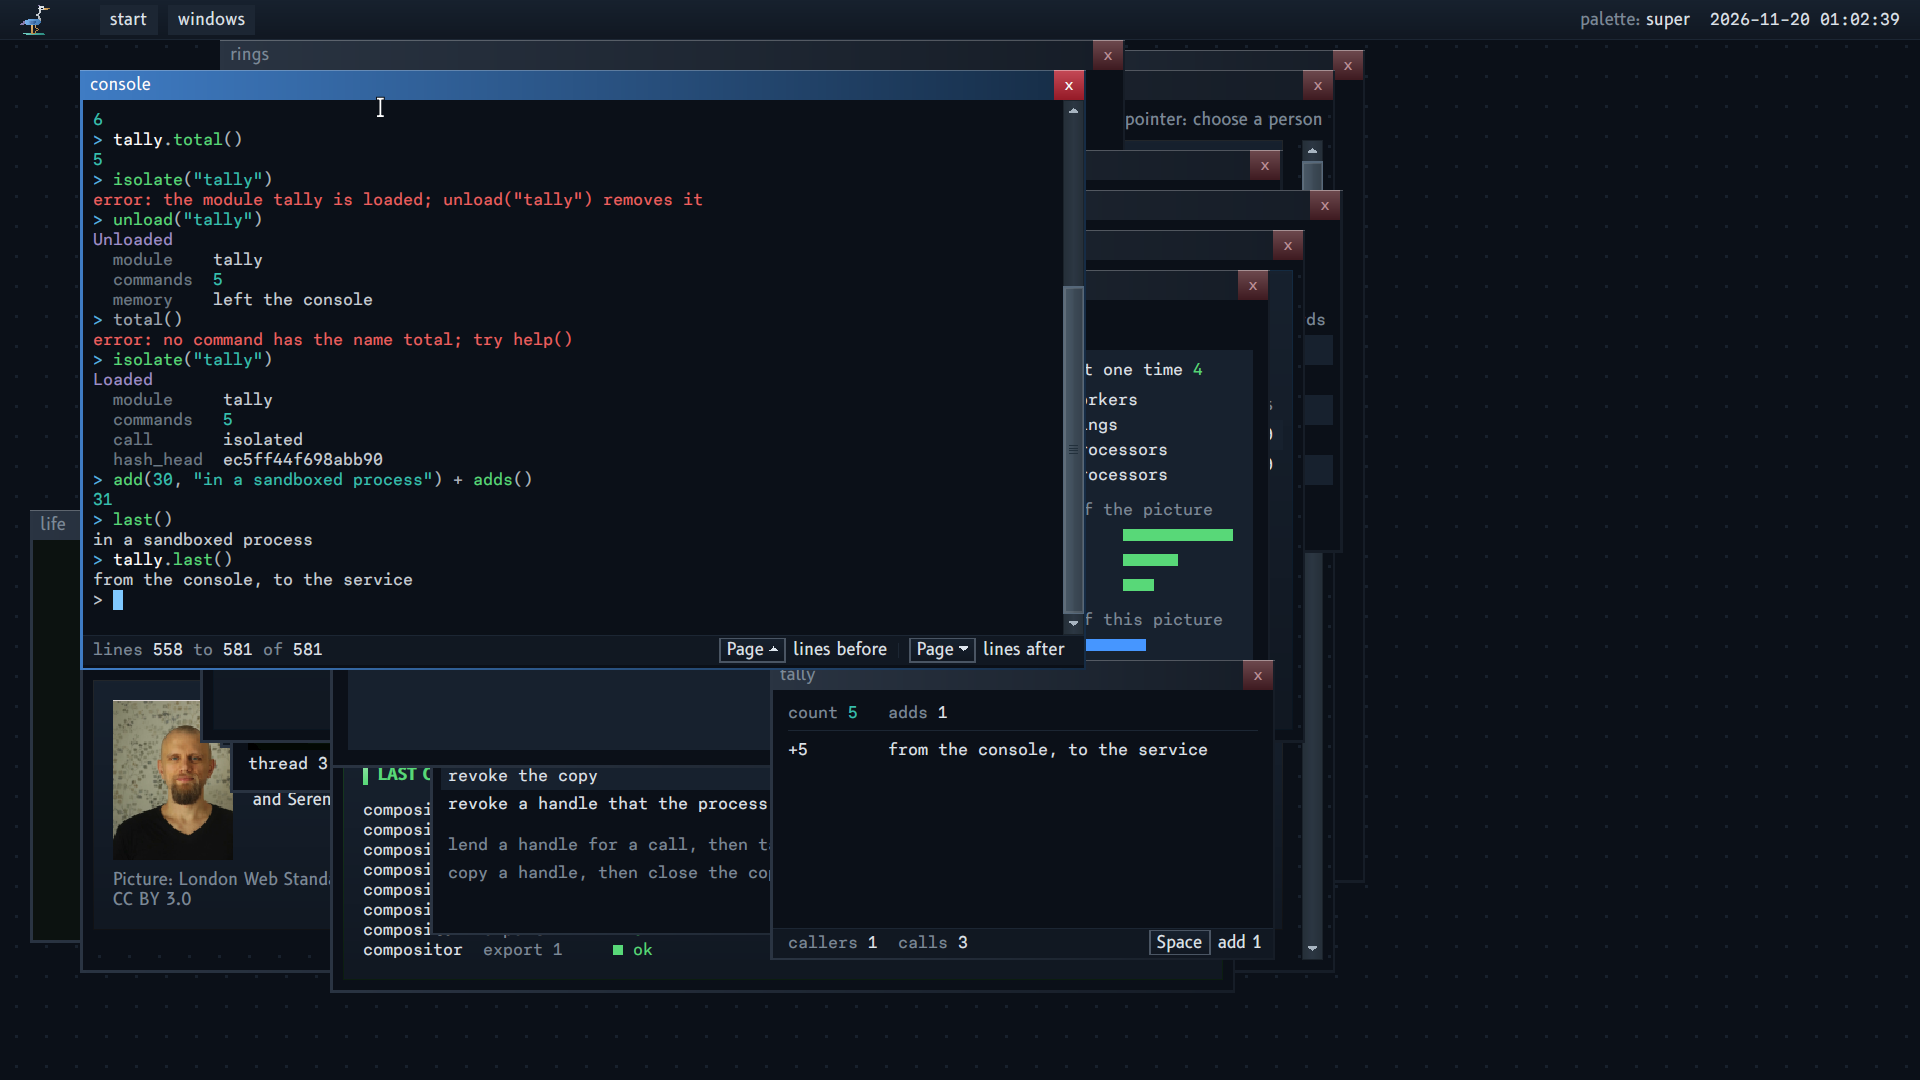 start windows palette: super 2026-11-20 01:02:39
rings x
x
console x
x
pointer: choose a person
6
> tally.total()
5
> isolate("tally")
error: the module tally is loaded; unload("tally") removes it
> unload("tally")
Unloaded
module tally
commands 5
memory left the console
> total()
error: no command has the name total; try help()
> isolate("tally")
Loaded
module tally
commands 5
call isolated
hash_head ec5ff44f698abb90
> add(30, "in a sandboxed process") + adds()
31
> last()
in a sandboxed process
> tally.last()
from the console, to the service
>
lines 558 to 581 of 581 Page lines before Page lines after
x
x
x
x
ds
t one time 4
rkers
ngs
ocessors
ocessors
f the picture
f this picture
life
tally x
count 5 adds 1
+5 from the console, to the service
callers 1 calls 3 Space add 1
thread 3
and Seren
Picture: London Web Standa
CC BY 3.0
LAST C
composi
composi
composi
composi
composi
composi
composi
compositor export 1 ok
revoke the copy
revoke a handle that the process
lend a handle for a call, then t
copy a handle, then close the co